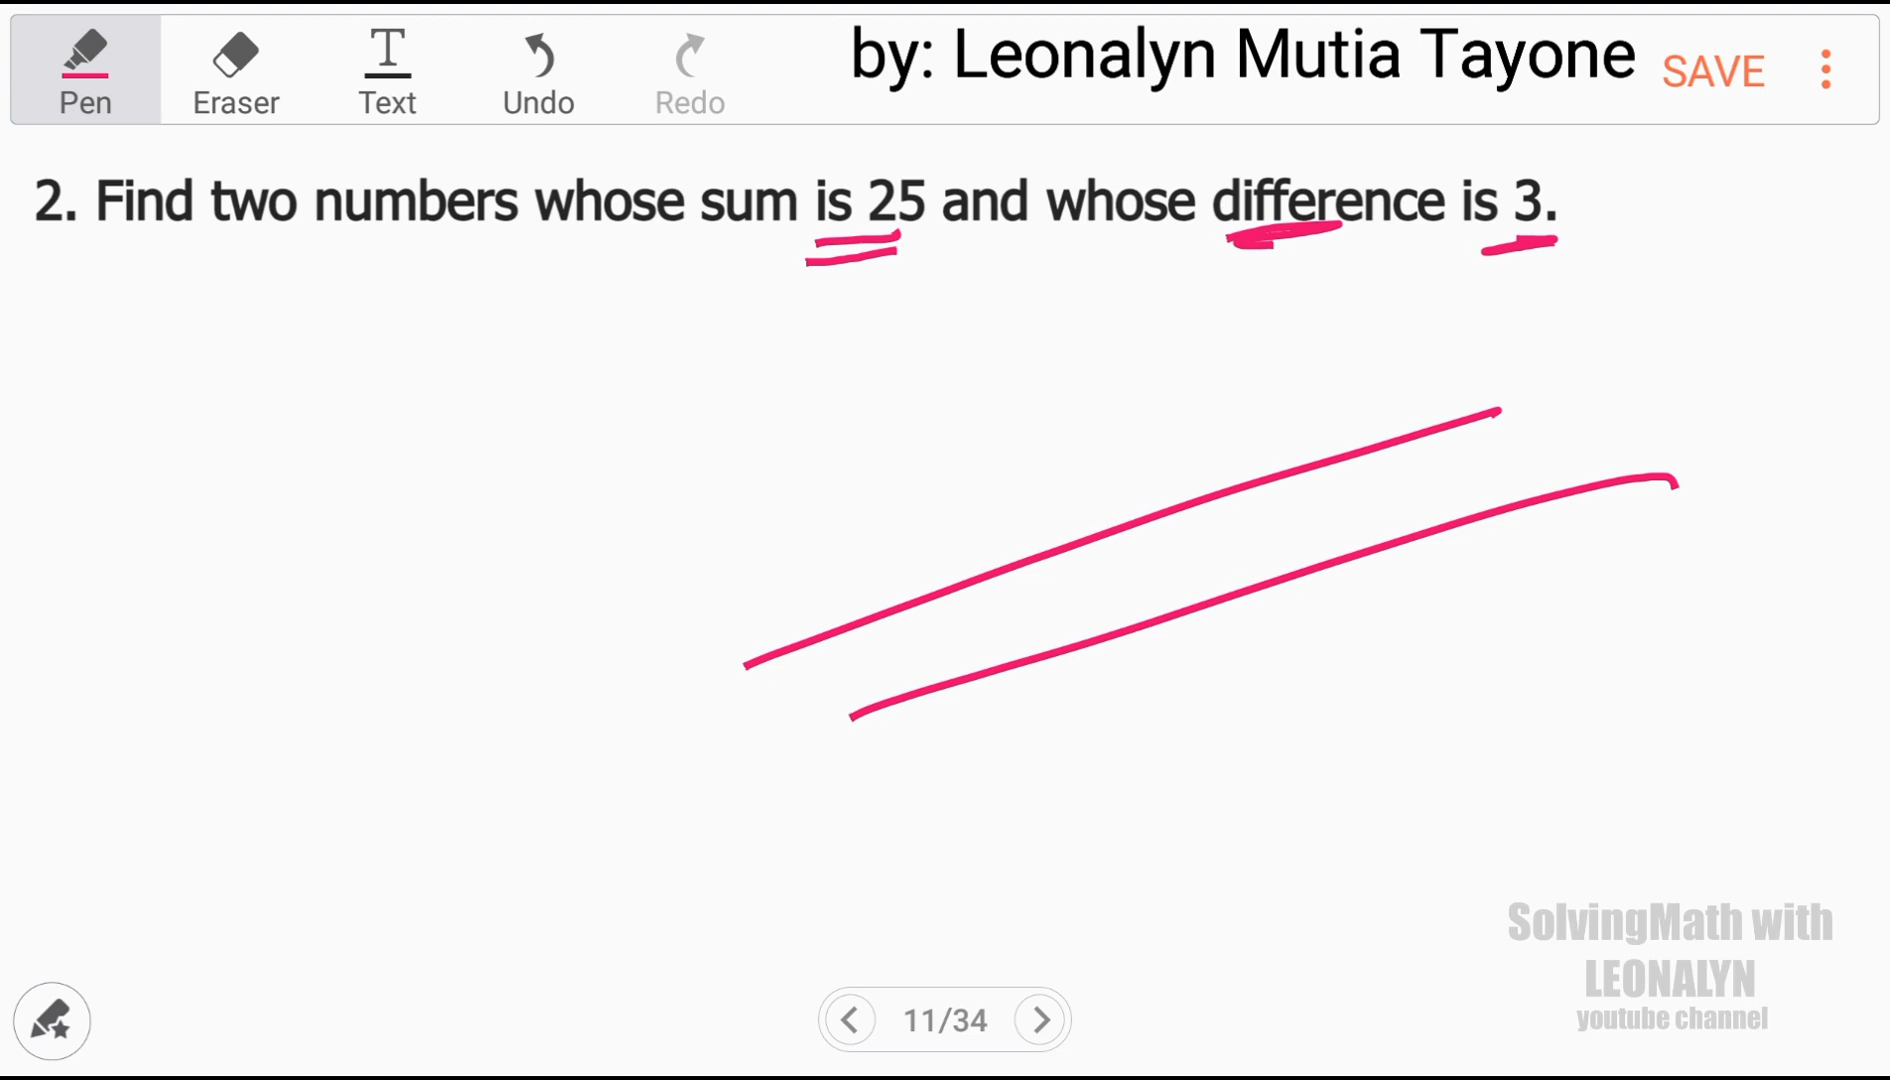 by: Leonalyn Mutia Tayone
SAVE
Pen Eraser Text Undo Redo
2. Find two numbers whose sum is 25 and whose difference is 3.
SolvingMath with
LEONALYN
youtube channel
11/34